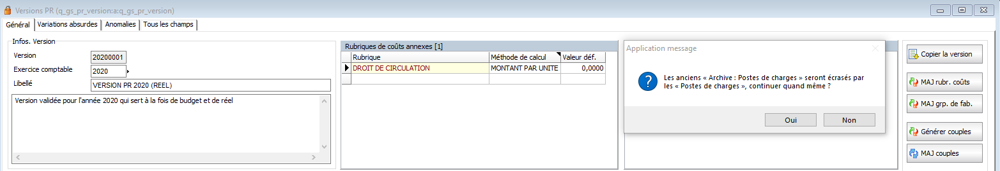 Versions PR (q_gs_pr_version:a:q_gs_pr_version)
Général
Variations absurdes
Anomalies
Tous les champs
Infos. Version
Version
20200001
Exercice comptable
2020
Libellé
VERSION PR 2020 (REEL)
Version validée pour l'année 2020 qui sert à la fois de budget et de réel
Rubriques de coûts annexes [1]
Rubrique
Méthode de calcul
Valeur déf.
DROIT DE CIRCULATION
MONTANT PAR UNITE
0,0000
Application message
Les anciens « Archive : Postes de charges » seront écrasés par
les « Postes de charges », continuer quand même ?
Oui
Non
Copier la version
MAJ rubr. coûts
MAJ grp. de fab.
Générer couples
MAJ couples